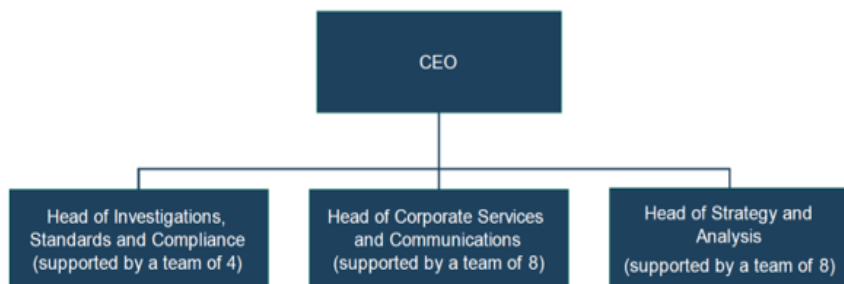 CEO
Head of Investigations,
Standards and Compliance
(supported by a team of 4)
Head of Corporate Services
and Communications
(supported by a team of 8)
Head of Strategy and
Analysis
(supported by a team of 8)